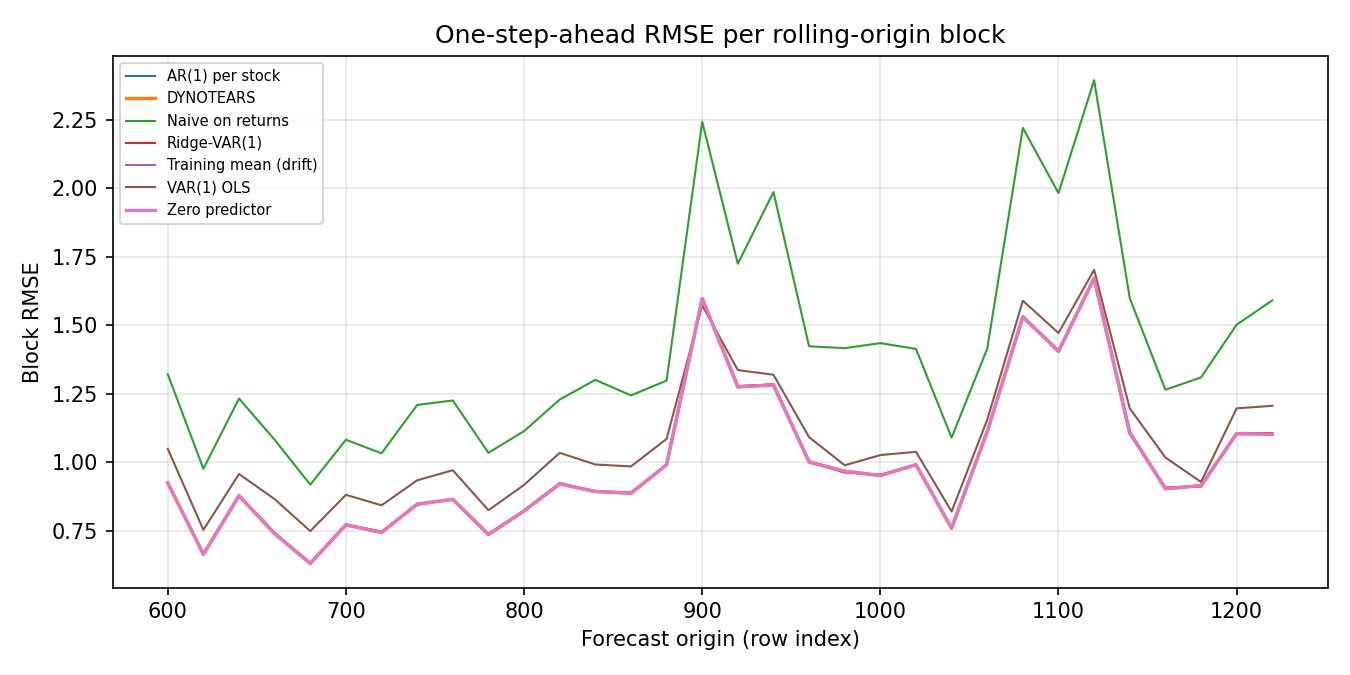 One-step-ahead RMSE per rolling-origin block
AR(1) per stock
DYNOTEARS
Naive on returns
Ridge-VAR(1)
Training mean (drift)
VAR(1) OLS
Zero predictor
Block RMSE
2.25
2.00
1.75
1.50
1.25
1.00
0.75
600 700 800 900 1000 1100 1200
Forecast origin (row index)